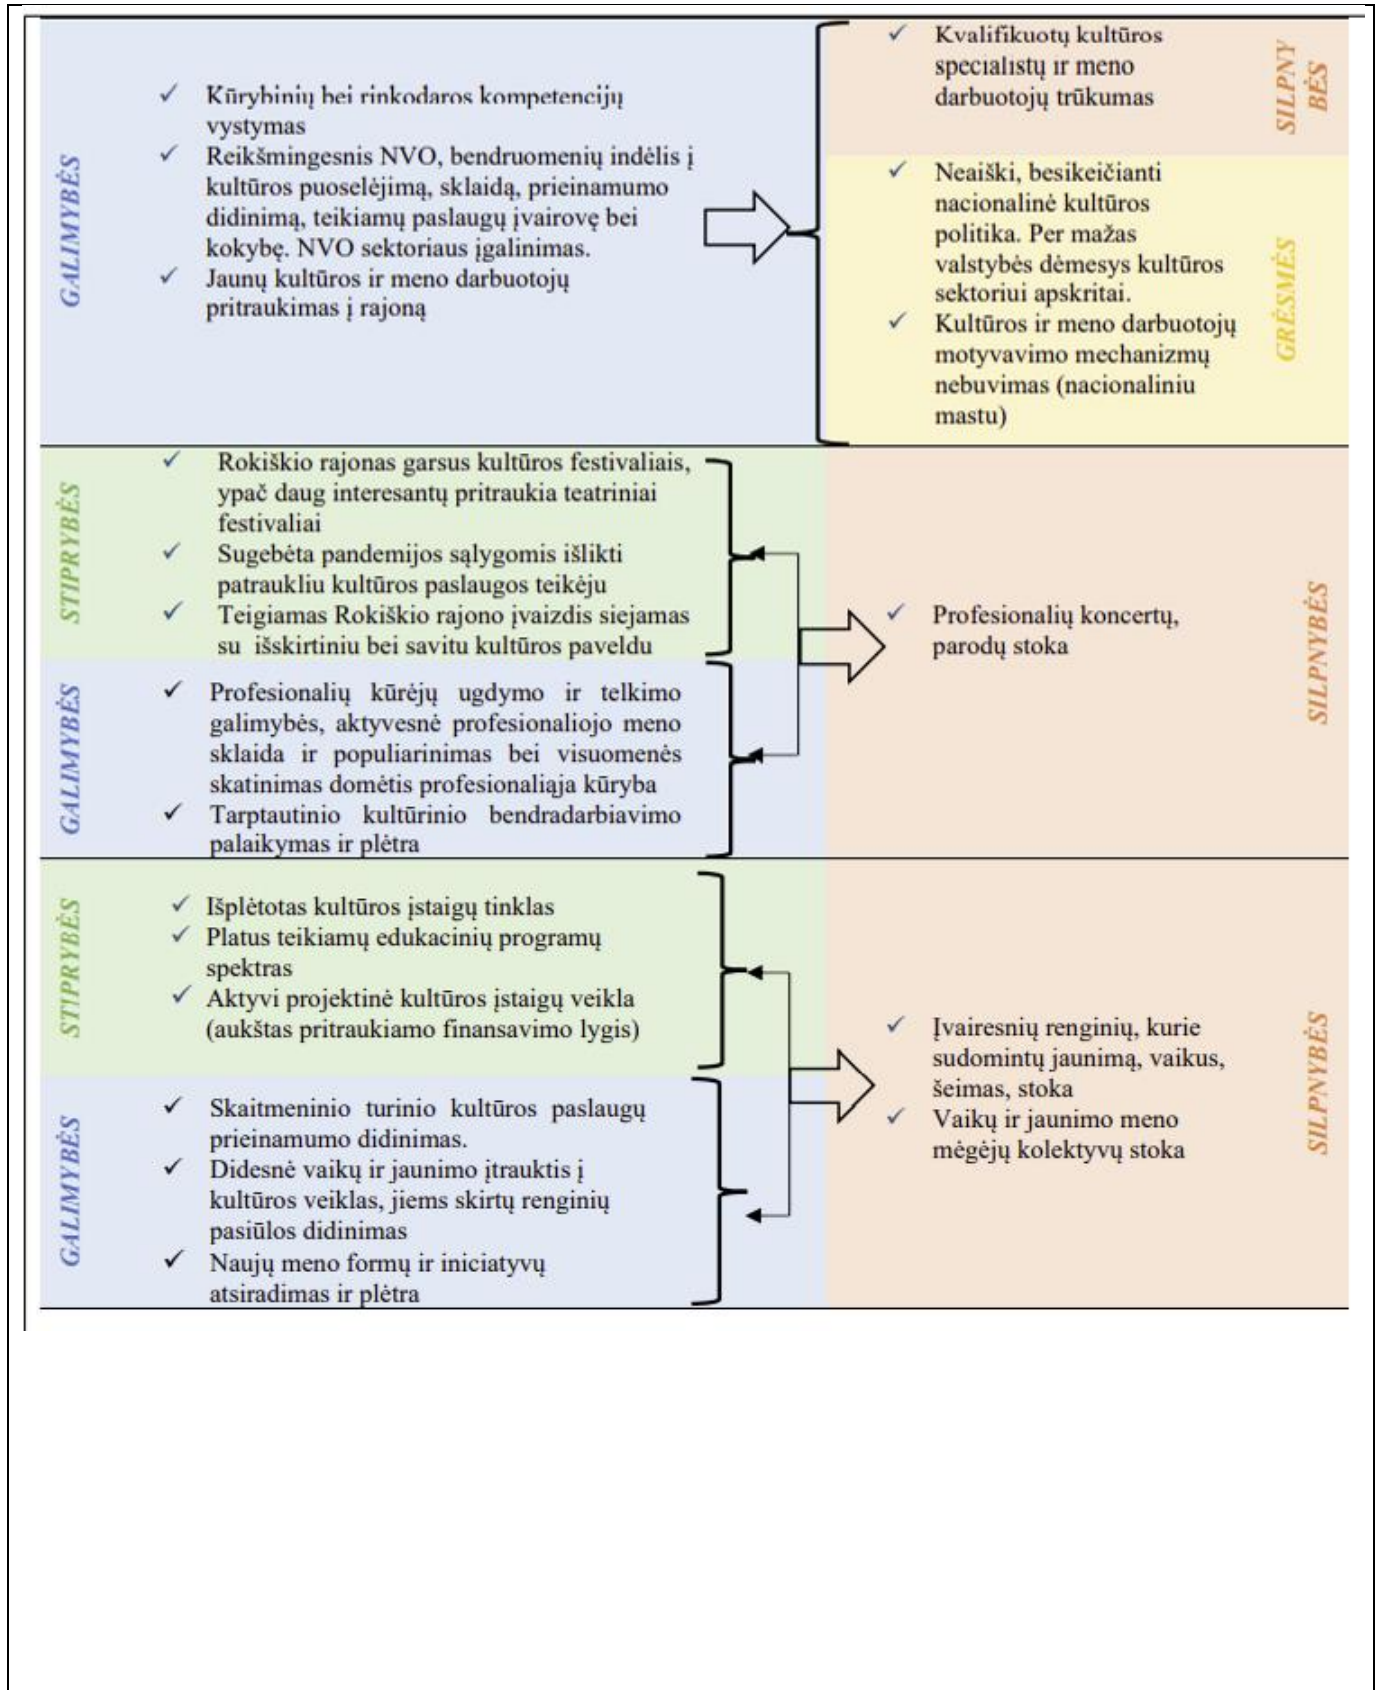 GALIMYBĖS
Kūrybinių bei rinkodaros kompetencijų
vystymas
Reikšmingesnis NVO, bendruomenių indėlis į
kultūros puoselėjimą, sklaidą, prieinamumo
didinimą, teikiamų paslaugų įvairovę bei
kokybę. NVO sektoriaus įgalinimas.
Jaunų kultūros ir meno darbuotojų
pritraukimas į rajoną
Kvalifikuotų kultūros
specialistų ir meno
darbuotojų trūkumas
SILPNY
BĖS
Neaiški, besikeičianti
nacionalinė kultūros
politika. Per mažas
valstybės dėmesys kultūros
sektoriui apskritai.
Kultūros ir meno darbuotojų
motyvavimo mechanizmų
nebuvimas (nacionaliniu
mastu)
GRĖSMĖS
STIPRYBĖS
Rokiškio rajonas garsus kultūros festivaliais,
ypač daug interesantų pritraukia teatriniai
festivaliai
Sugebėta pandemijos sąlygomis išlikti
patraukliu kultūros paslaugos teikėju
Teigiamas Rokiškio rajono įvaizdis siejamas
su išskirtiniu bei savitu kultūros paveldu
GALIMYBĖS
Profesionalių kūrėjų ugdymo ir telkimo
galimybės, aktyvesnė profesionaliojo meno
sklaida ir populiarinimas bei visuomenės
skatinimas domėtis profesionaliąja kūryba
Tarptautinio kultūrinio bendradarbiavimo
palaikymas ir plėtra
Profesionalių koncertų,
parodų stoka
SILPNYBĖS
STIPRYBĖS
Išplėtotas kultūros įstaigų tinklas
Platus teikiamų edukacinių programų
spektras
Aktyvi projektinė kultūros įstaigų veikla
(aukštas pritraukiamo finansavimo lygis)
GALIMYBĖS
Skaitmeninio turinio kultūros paslaugų
prieinamumo didinimas.
Didesnė vaikų ir jaunimo įtrauktis į
kultūros veiklas, jiems skirtų renginių
pasiūlos didinimas
Naujų meno formų ir iniciatyvų
atsiradimas ir plėtra
Įvairesnių renginių, kurie
sudomintų jaunimą, vaikus,
šeimas, stoka
Vaikų ir jaunimo meno
mėgėjų kolektyvų stoka
SILPNYBĖS